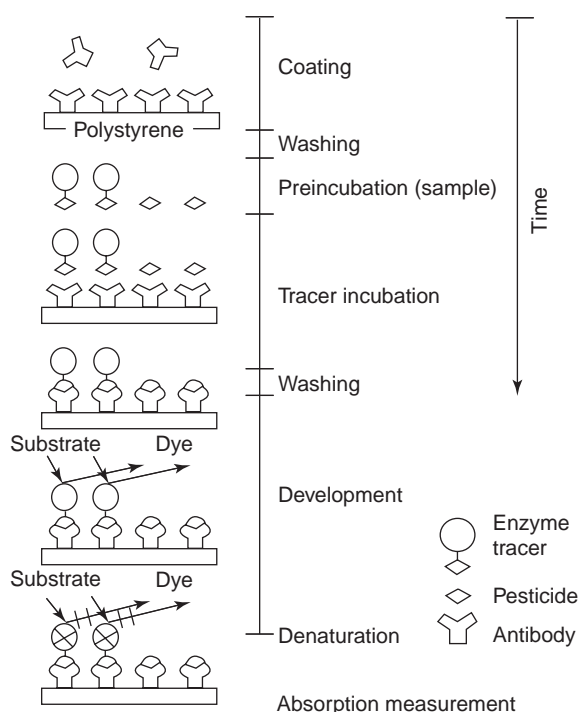 Coating
Polystyrene
Washing
Preincubation (sample)
Time
Tracer incubation
Washing
Substrate Dye
Development
Enzyme
tracer
Substrate Dye
Pesticide
Denaturation
Antibody
Absorption measurement